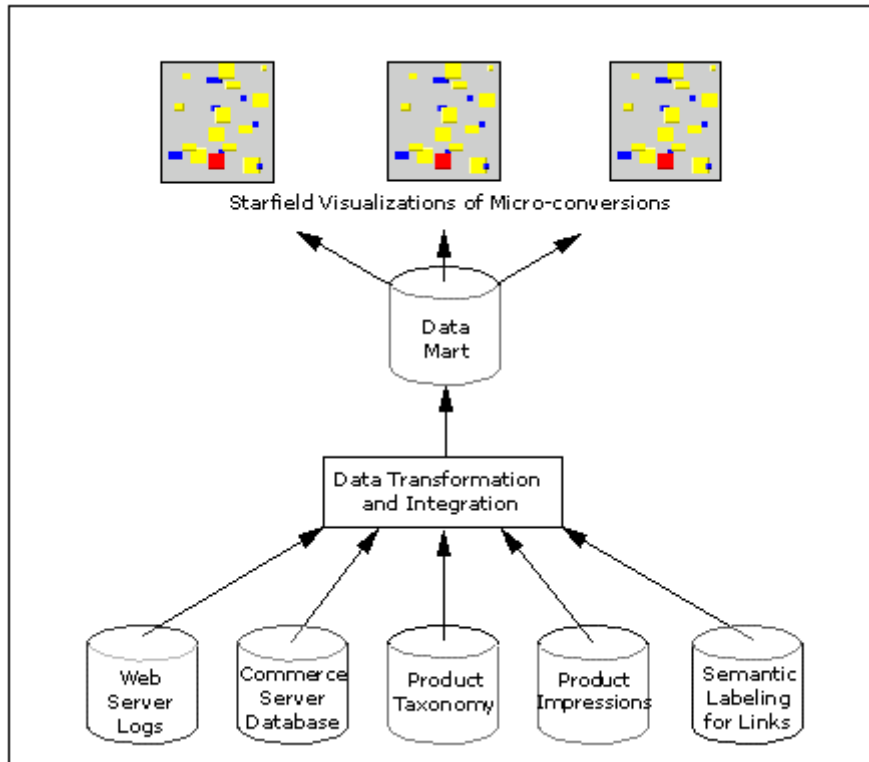 Starfield Visualizations of Micro-conversions
Data
Mart
Data Transformation
and Integration
Web
Server
Logs
Commerce
Server
Database
Product
Taxonomy
Product
Impressions
Semantic
Labeling
for Links